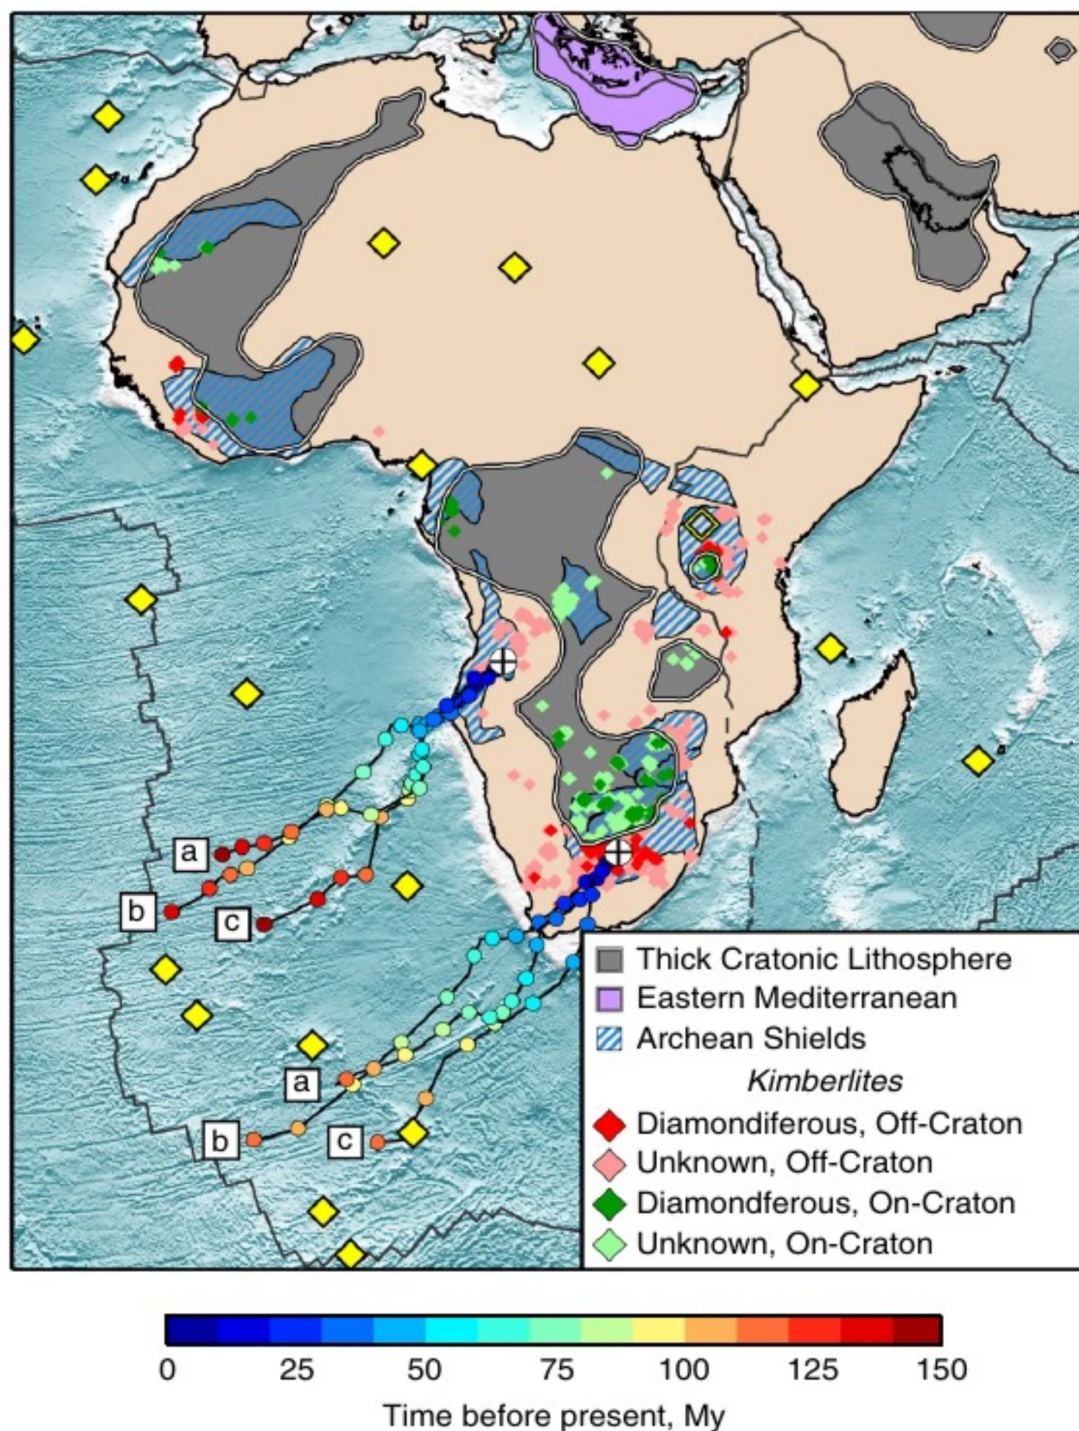 a
b
c
a
b
c
Thick Cratonic Lithosphere
Eastern Mediterranean
Archean Shields
Kimberlites
Diamondiferous, Off-Craton
Unknown, Off-Craton
Diamondferous, On-Craton
Unknown, On-Craton
0 25 50 75 100 125 150
Time before present, My